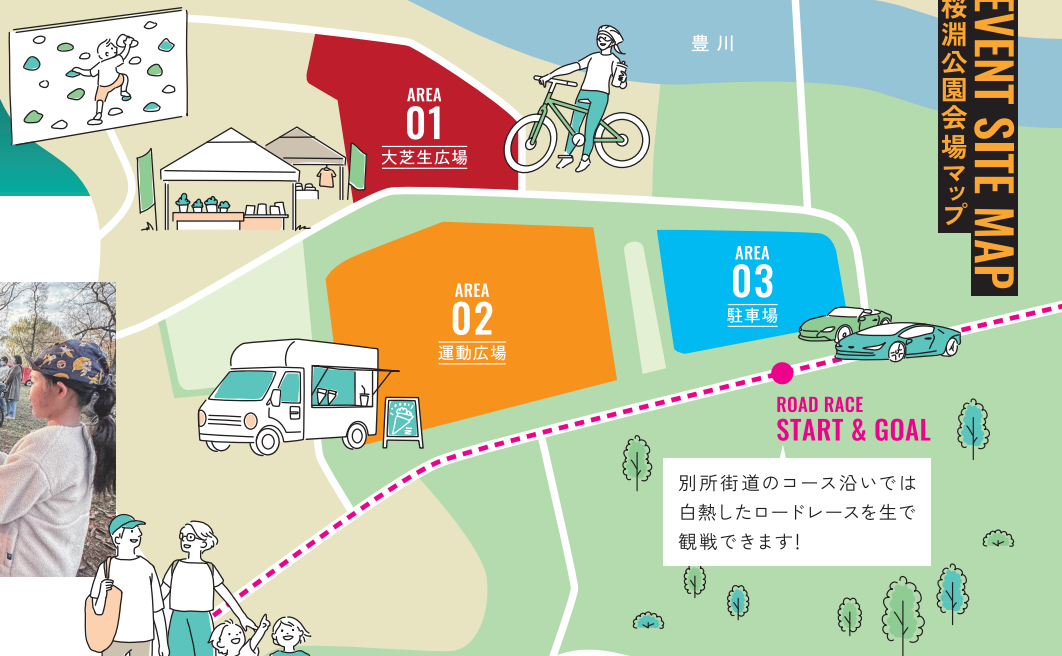 EVENT SITE MAP
桜淵公園会場マップ
豊川
AREA
01
大芝生広場
AREA
02
運動広場
AREA
03
駐車場
ROAD RACE
START & GOAL
別所街道のコース沿いでは
白熱したロードレースを生で
観戦できます!